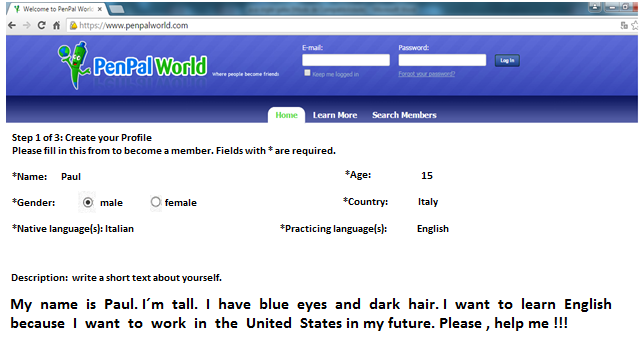 Welcome to PenPal World
https://www.penpalworld.com
E-mail: Password:
PenPal World where people become friends Log In
Keep me logged in Forgot your password?
Home Learn More Search Members
Step 1 of 3: Create your Profile
Please fill in this from to become a member. Fields with * are required.
*Name: Paul *Age: 15
*Gender: male female *Country: Italy
*Native language(s): Italian *Practicing language(s): English
Description: write a short text about yourself.
My name is Paul. I´m tall. I have blue eyes and dark hair. I want to learn English
because I want to work in the United States in my future. Please , help me !!!